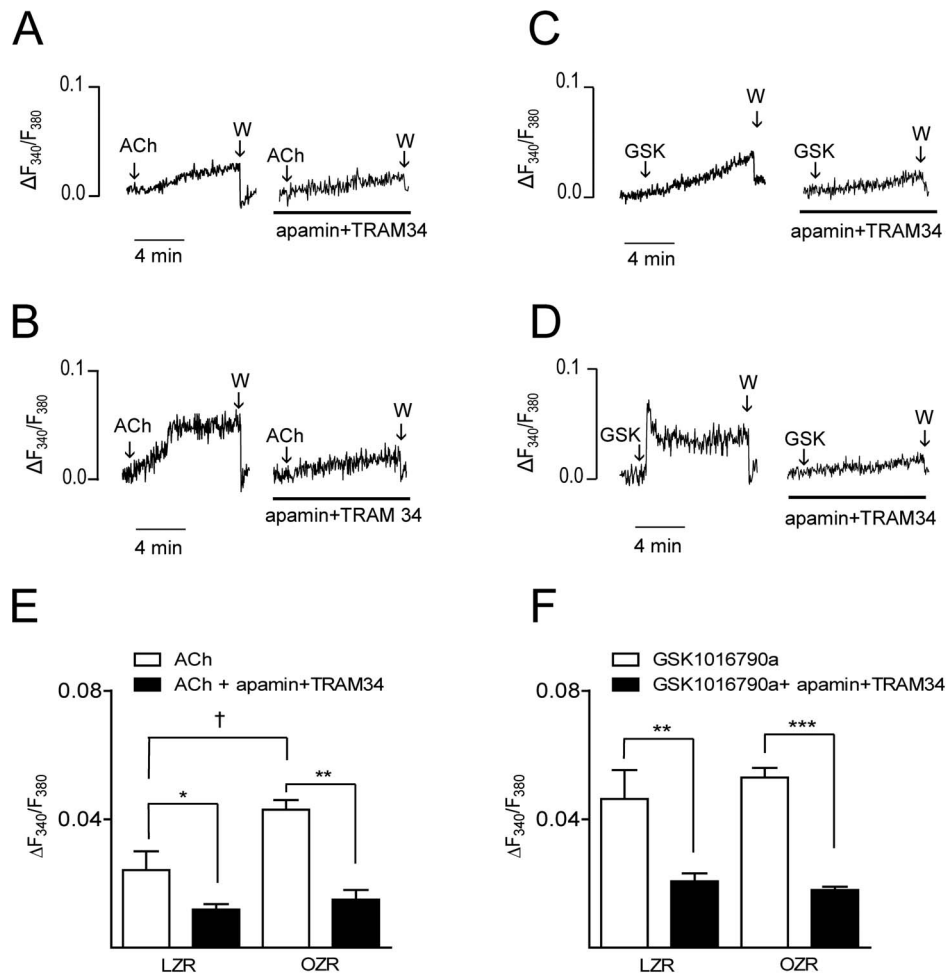 A
0.1
ΔF340/F380
0.0
ACh
W
ACh
W
apamin+TRAM34
4 min
C
0.1
ΔF340/F380
0.0
GSK
W
GSK
W
apamin+TRAM34
4 min
B
0.1
ΔF340/F380
0.0
ACh
W
ACh
W
apamin+TRAM 34
4 min
D
0.1
ΔF340/F380
0.0
GSK
W
GSK
W
apamin+TRAM34
4 min
E
ACh
ACh + apamin+TRAM34
0.08
ΔF340/F380
0.04
†
*
**
LZR
OZR
F
GSK1016790a
GSK1016790a+ apamin+TRAM34
0.08
ΔF340/F380
0.04
**
***
LZR
OZR